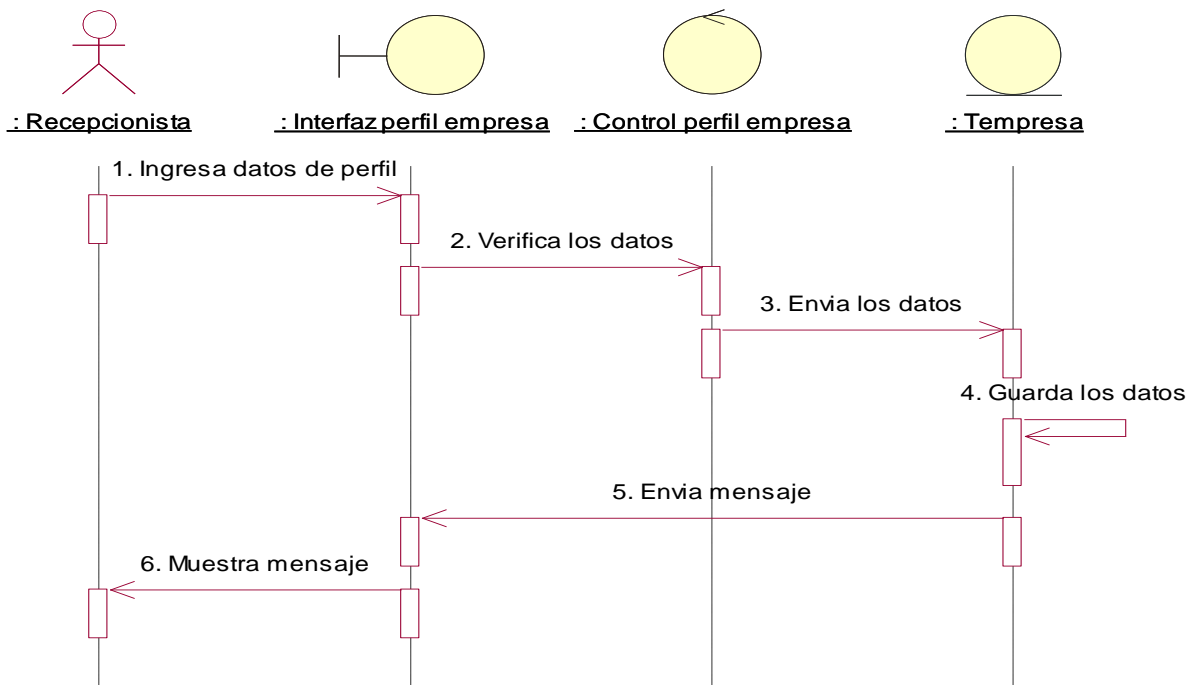 : Recepcionista
: Interfaz perfil empresa
: Control perfil empresa
: Tempresa
1. Ingresa datos de perfil
2. Verifica los datos
3. Envia los datos
4. Guarda los datos
5. Envia mensaje
6. Muestra mensaje